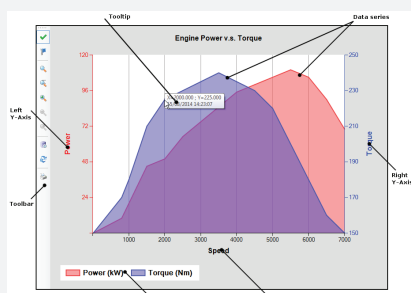 Tooltip
Data series
Engine Power v.s. Torque
120
250
96
230
72
210
48
190
24
170
150
1000
2000
3000
4000
5000
6000
7000
Left
Y-Axis
Power
Torque
Right
Y-Axis
Toolbar
Speed
Power (kW)
Torque (Nm)